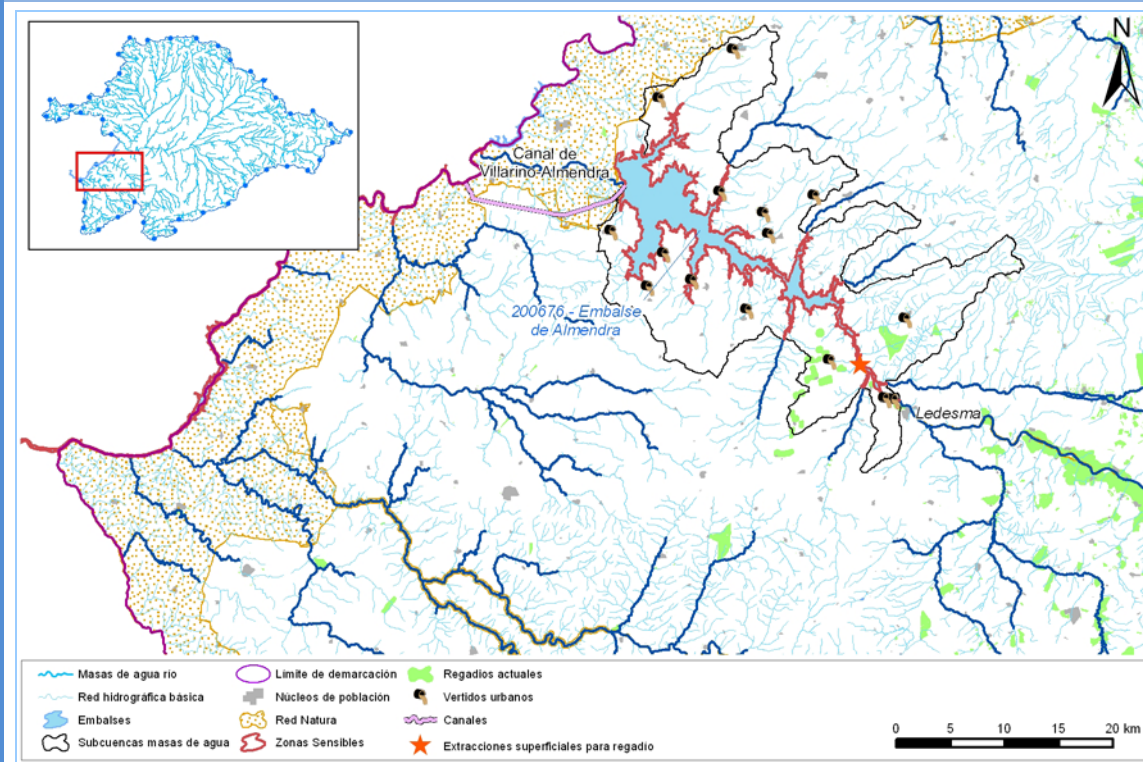 N
Canal de
Villarino-Almendra
200676 - Embalse
de Almendra
Ledesma
Masas de agua río
Red hidrográfica básica
Embalses
Subcuencas masas de agua
Límite de demarcación
Núcleos de población
Red Natura
Zonas Sensibles
Regadíos actuales
Vertidos urbanos
Canales
Extracciones superficiales para regadío
0 5 10 15 20 km